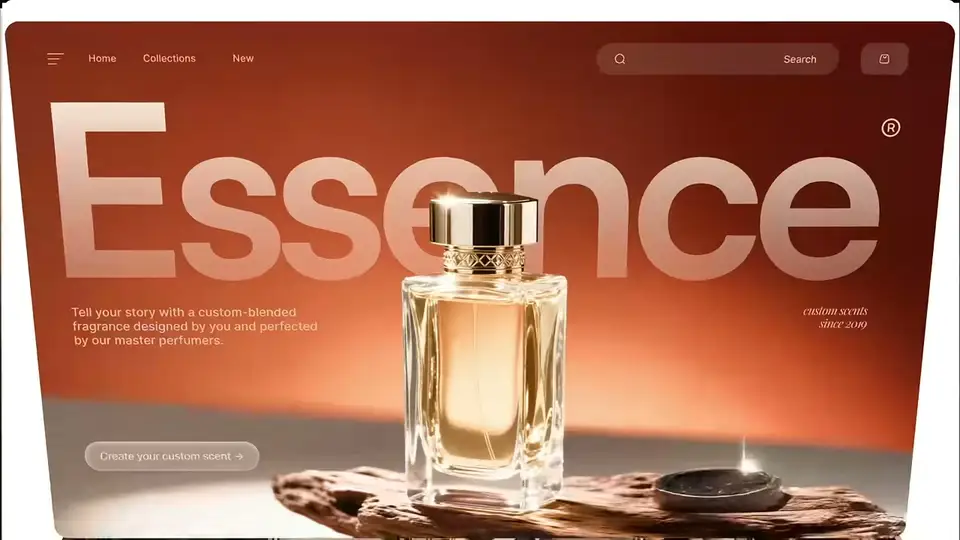 Home
Collections
New
Search
Essence
®
Tell your story with a custom-blended
fragrance designed by you and perfected
by our master perfumers.
custom scents
since 2019
Create your custom scent →